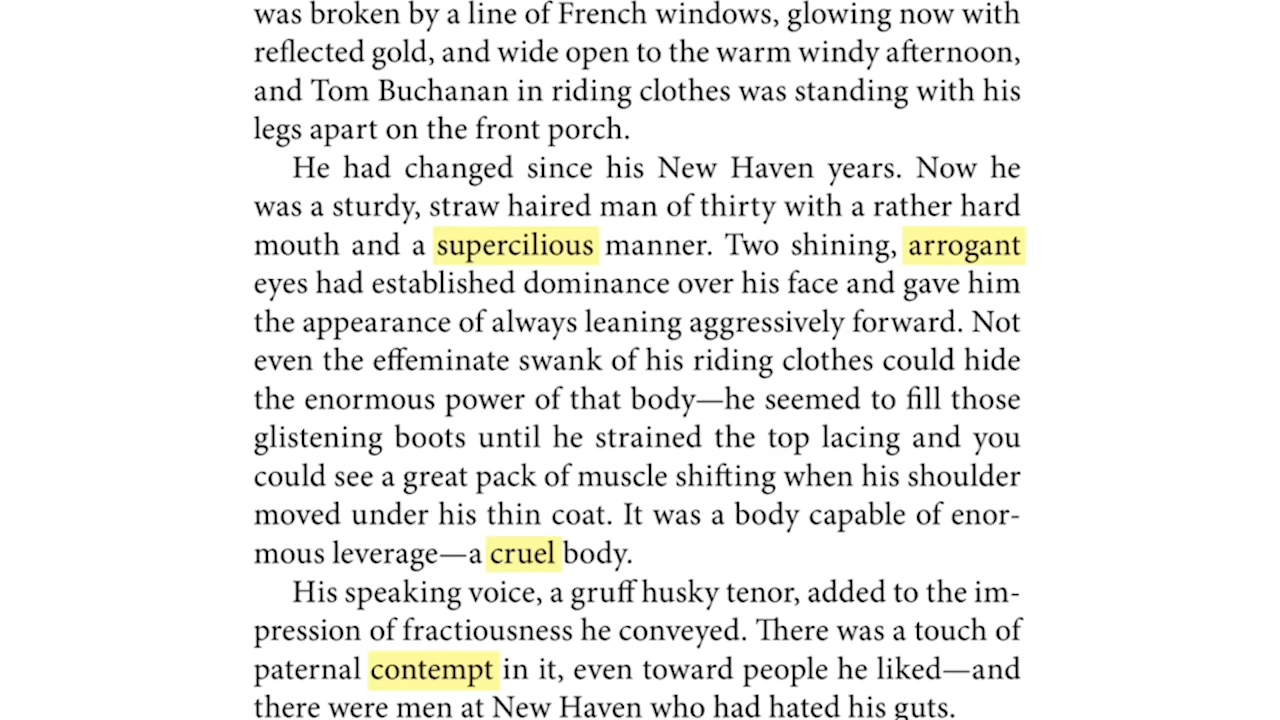 was broken by a line of French windows, glowing now with
reflected gold, and wide open to the warm windy afternoon,
and Tom Buchanan in riding clothes was standing with his
legs apart on the front porch.
He had changed since his New Haven years. Now he
was a sturdy, straw haired man of thirty with a rather hard
mouth and a supercilious manner. Two shining, arrogant
eyes had established dominance over his face and gave him
the appearance of always leaning aggressively forward. Not
even the effeminate swank of his riding clothes could hide
the enormous power of that body—he seemed to fill those
glistening boots until he strained the top lacing and you
could see a great pack of muscle shifting when his shoulder
moved under his thin coat. It was a body capable of enor-
mous leverage—a cruel body.
His speaking voice, a gruff husky tenor, added to the im-
pression of fractiousness he conveyed. There was a touch of
paternal contempt in it, even toward people he liked—and
there were men at New Haven who had hated his guts.